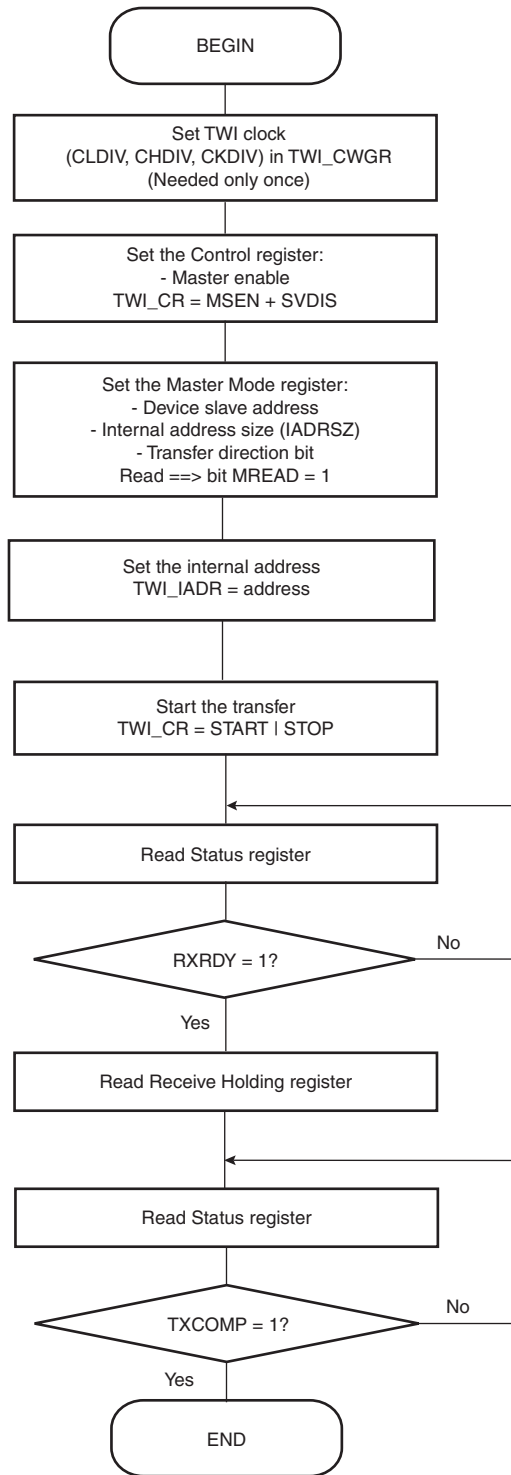 BEGIN
Set TWI clock
(CLDIV, CHDIV, CKDIV) in TWI_CWGR
(Needed only once)
Set the Control register:
- Master enable
TWI_CR = MSEN + SVDIS
Set the Master Mode register:
- Device slave address
- Internal address size (IADRSZ)
- Transfer direction bit
Read ==> bit MREAD = 1
Set the internal address
TWI_IADR = address
Start the transfer
TWI_CR = START | STOP
Read Status register
RXRDY = 1?
No
Yes
Read Receive Holding register
Read Status register
TXCOMP = 1?
No
Yes
END